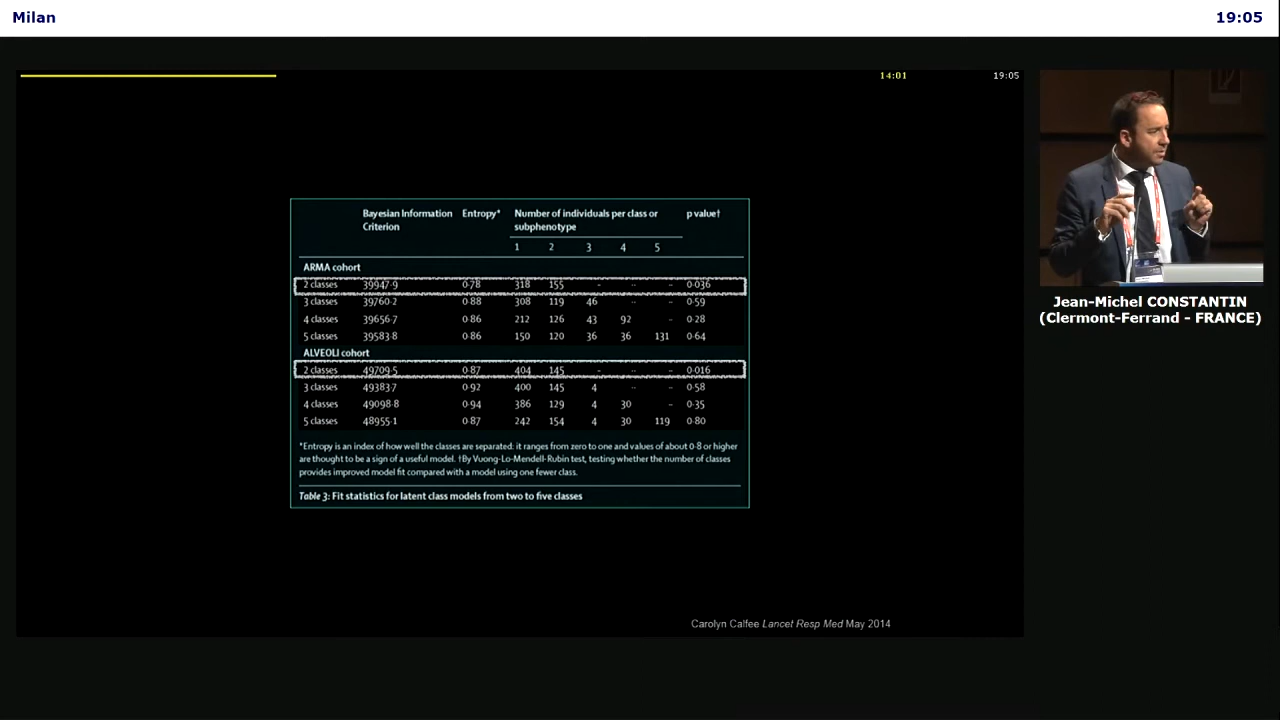 Milan
19:05
14:01
19:05
Bayesian Information Criterion
Entropy*
Number of individuals per class or subphenotype
p value†
1 2 3 4 5
ARMA cohort
2 classes 39947·9 0·78 318 155 - ·· - 0·036
3 classes 39760·2 0·88 308 119 46 ·· - 0·59
4 classes 39656·7 0·86 212 126 43 92 - 0·28
5 classes 39583·8 0·86 150 120 36 36 131 0·64
ALVEOLI cohort
2 classes 49709·5 0·87 404 145 - ·· - 0·016
3 classes 49383·7 0·92 400 145 4 ·· - 0·58
4 classes 49098·8 0·94 386 129 4 30 - 0·35
5 classes 48955·1 0·87 242 154 4 30 119 0·80
*Entropy is an index of how well the classes are separated: it ranges from zero to one and values of about 0·8 or higher
are thought to be a sign of a useful model. †By Vuong-Lo-Mendell-Rubin test, testing whether the number of classes
provides improved model fit compared with a model using one fewer class.
Table 3: Fit statistics for latent class models from two to five classes
Carolyn Calfee Lancet Resp Med May 2014
Jean-Michel CONSTANTIN
(Clermont-Ferrand - FRANCE)